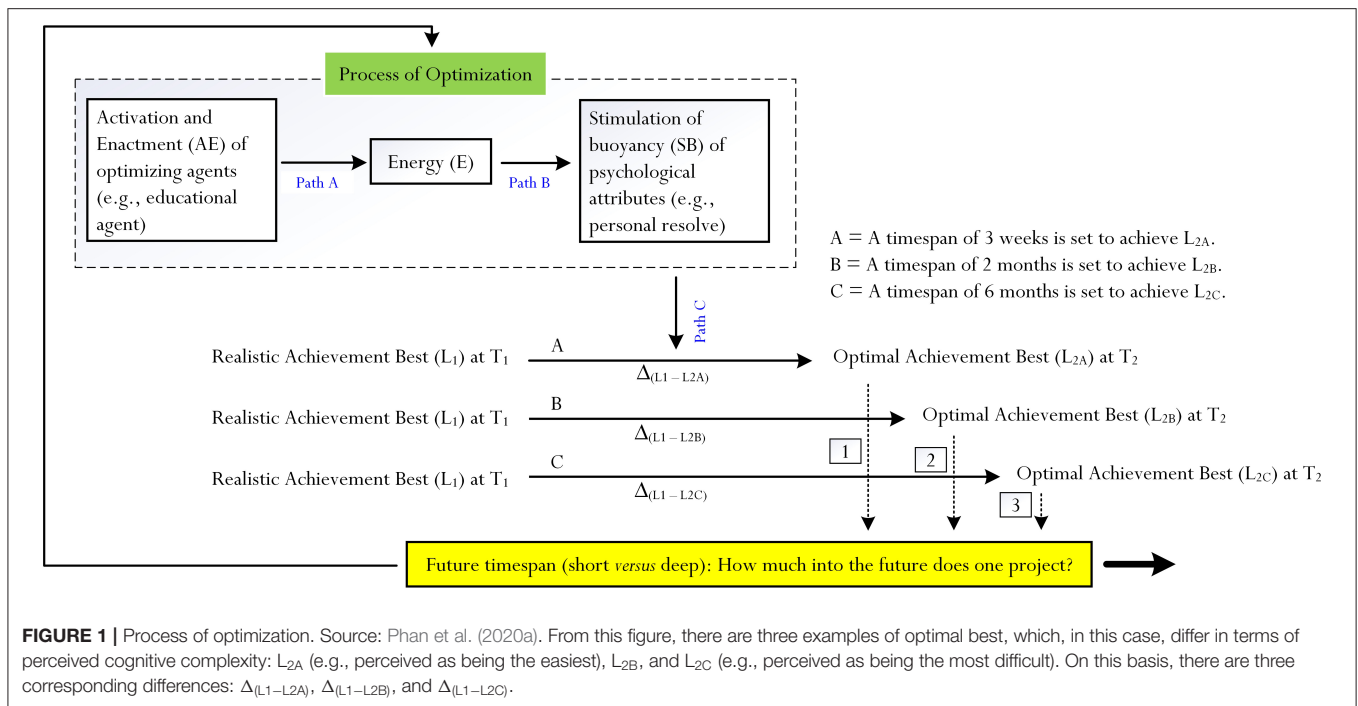 Process of Optimization
Activation and
Enactment (AE) of
optimizing agents
(e.g., educational
agent)
Path A
Energy (E)
Path B
Stimulation of
buoyancy (SB) of
psychological
attributes (e.g.,
personal resolve)
A = A timespan of 3 weeks is set to achieve L2A.
B = A timespan of 2 months is set to achieve L2B.
C = A timespan of 6 months is set to achieve L2C.
Path C
Realistic Achievement Best (L1) at T1
A
Δ(L1 – L2A)
Optimal Achievement Best (L2A) at T2
Realistic Achievement Best (L1) at T1
B
Δ(L1 – L2B)
Optimal Achievement Best (L2B) at T2
1
2
Realistic Achievement Best (L1) at T1
C
Δ(L1 – L2C)
Optimal Achievement Best (L2C) at T2
3
Future timespan (short versus deep): How much into the future does one project?
FIGURE 1 | Process of optimization. Source: Phan et al. (2020a). From this figure, there are three examples of optimal best, which, in this case, differ in terms of
perceived cognitive complexity: L2A (e.g., perceived as being the easiest), L2B, and L2C (e.g., perceived as being the most difficult). On this basis, there are three
corresponding differences: Δ(L1–L2A), Δ(L1–L2B), and Δ(L1–L2C).